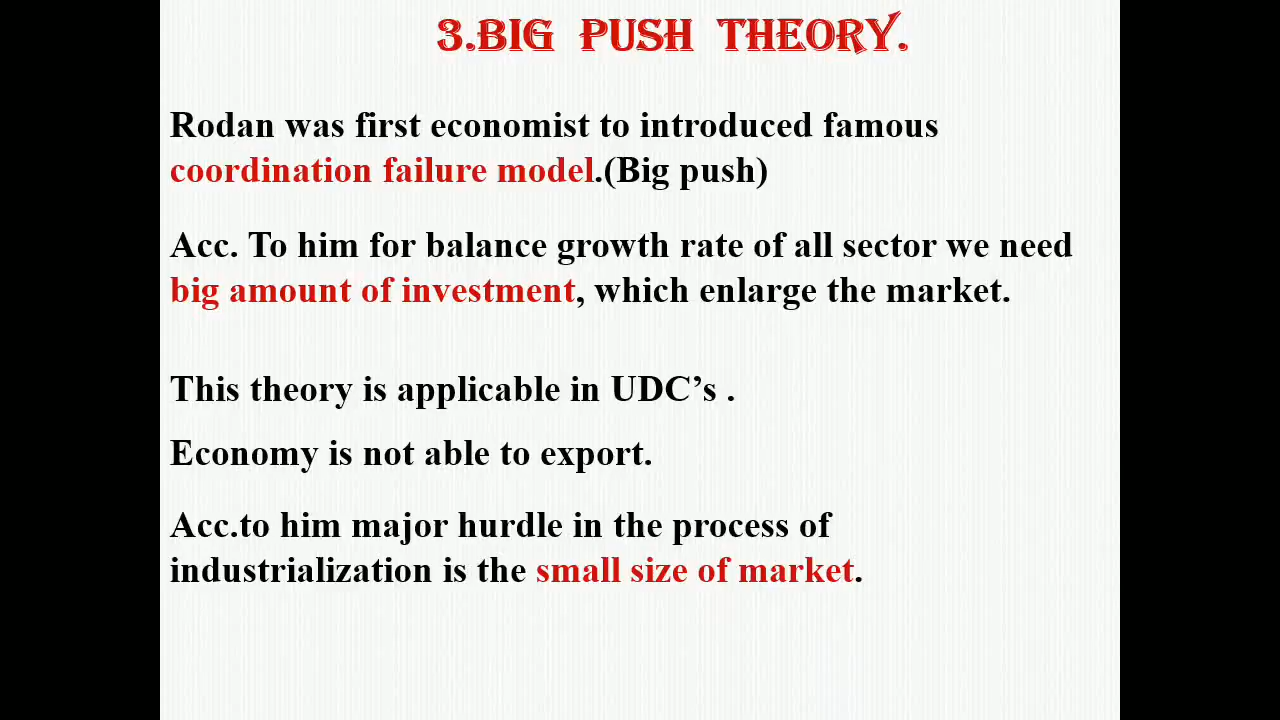 3.BIG PUSH THEORY.
Rodan was first economist to introduced famous
coordination failure model.(Big push)
Acc. To him for balance growth rate of all sector we need
big amount of investment, which enlarge the market.
This theory is applicable in UDC’s .
Economy is not able to export.
Acc.to him major hurdle in the process of
industrialization is the small size of market.